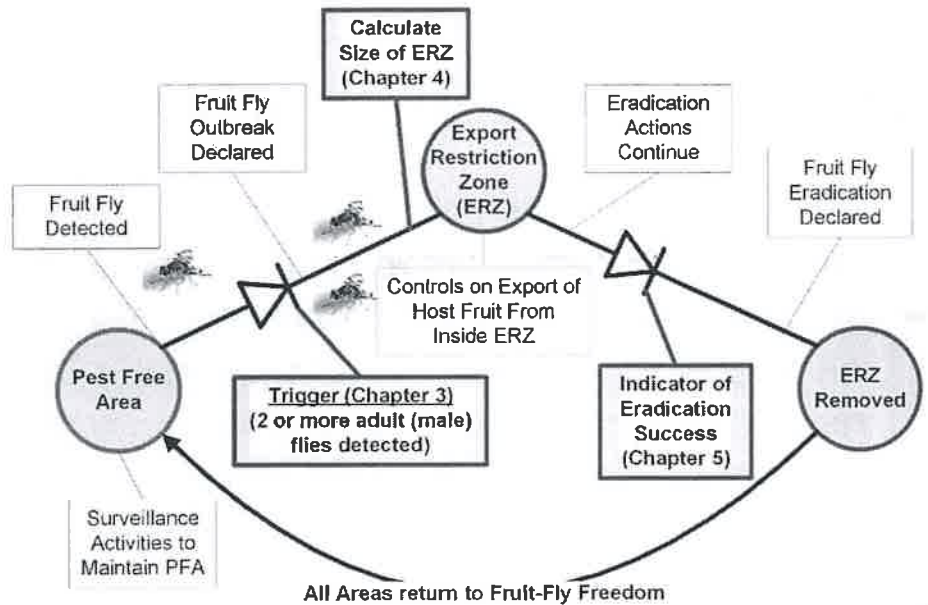 Calculate
Size of ERZ
(Chapter 4)
Fruit Fly
Outbreak
Declared
Export
Restriction
Zone
(ERZ)
Eradication
Actions
Continue
Fruit Fly
Detected
Fruit Fly
Eradication
Declared
Controls on Export of
Host Fruit From
Inside ERZ
Pest Free
Area
Trigger (Chapter 3)
(2 or more adult (male)
flies detected)
Indicator of
Eradication
Success
(Chapter 5)
ERZ
Removed
Surveillance
Activities to
Maintain PFA
All Areas return to Fruit-Fly Freedom